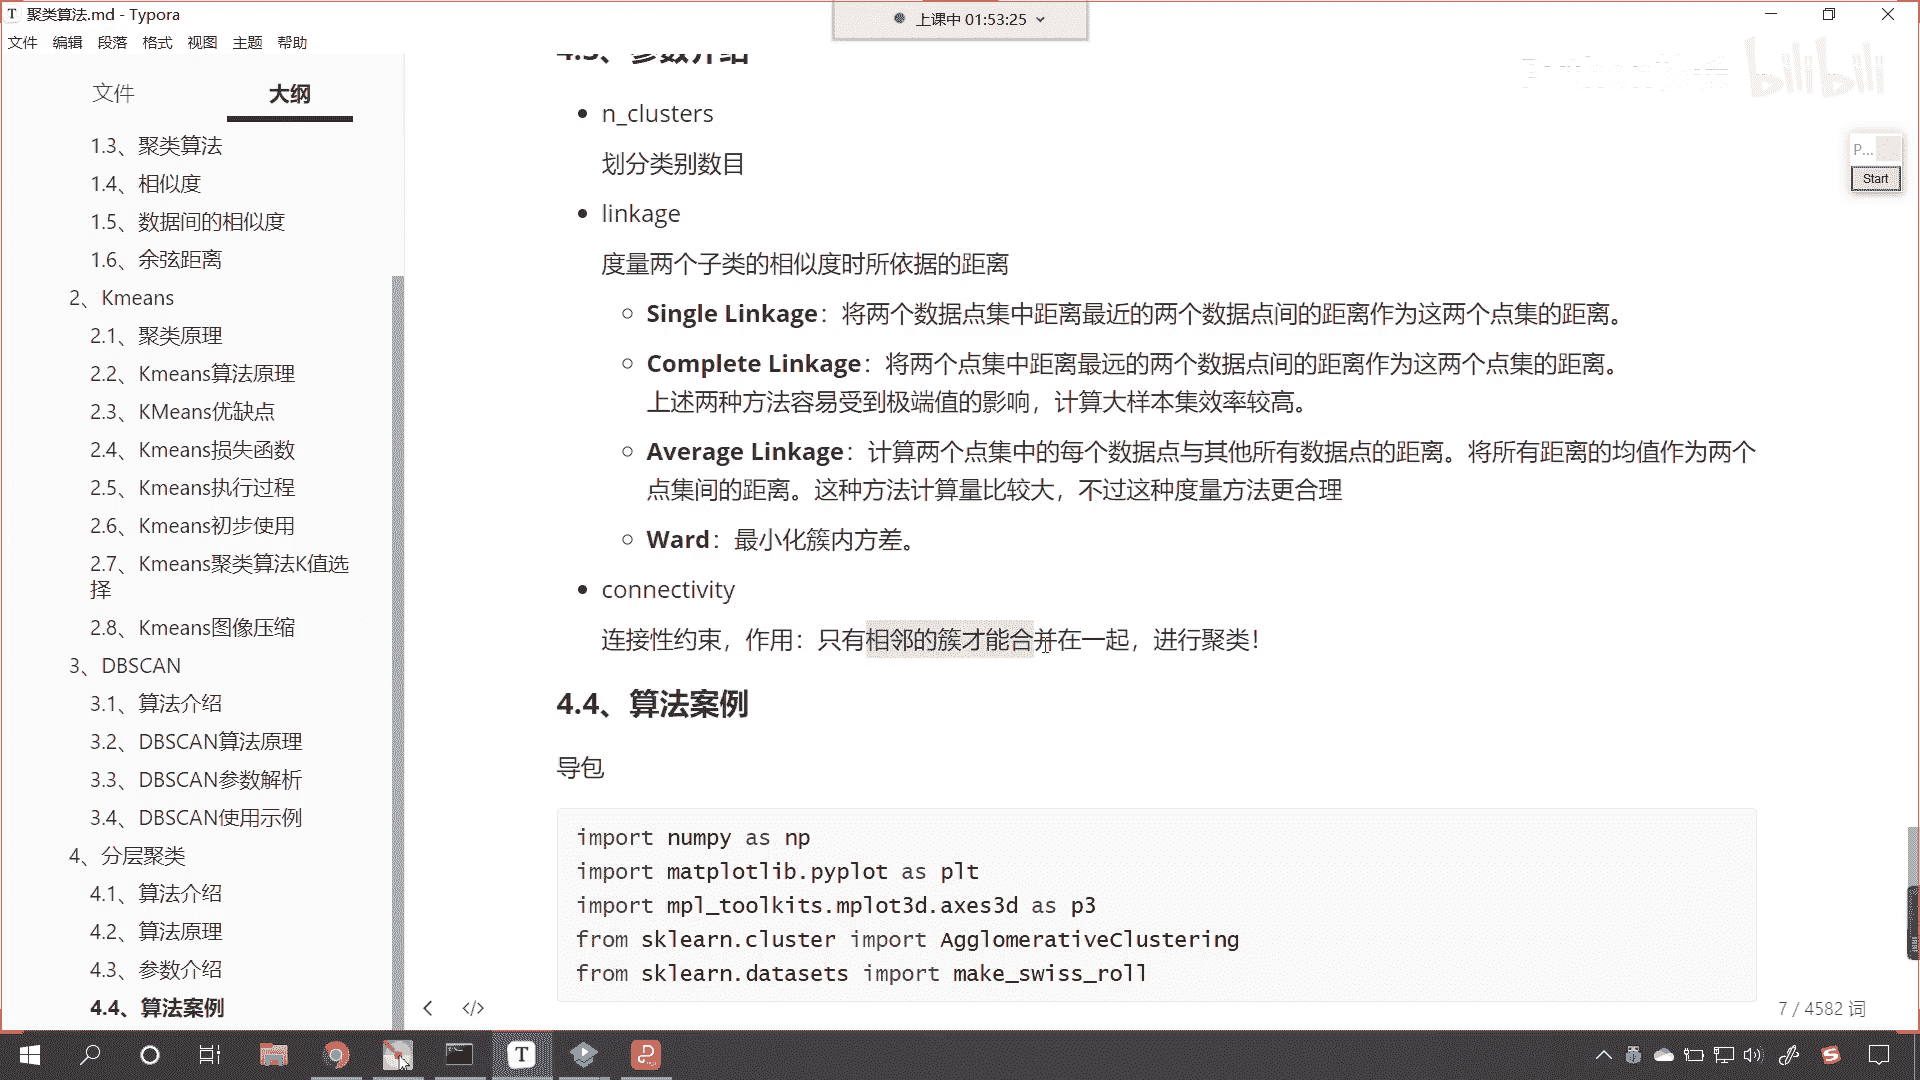 聚类算法.md - Typora
上课中 01:53:25
文件 编辑 段落 格式 视图 主题 帮助
文件 大纲
1.3、聚类算法
1.4、相似度
1.5、数据间的相似度
1.6、余弦距离
2、Kmeans
2.1、聚类原理
2.2、Kmeans算法原理
2.3、KMeans优缺点
2.4、Kmeans损失函数
2.5、Kmeans执行过程
2.6、Kmeans初步使用
2.7、Kmeans聚类算法K值选
择
2.8、Kmeans图像压缩
3、DBSCAN
3.1、算法介绍
3.2、DBSCAN算法原理
3.3、DBSCAN参数解析
3.4、DBSCAN使用示例
4、分层聚类
4.1、算法介绍
4.2、算法原理
4.3、参数介绍
4.4、算法案例
4.3、参数介绍
n_clusters
划分类别数目
linkage
度量两个子类的相似度时所依据的距离
Single Linkage：将两个数据点集中距离最近的两个数据点间的距离作为这两个点集的距离。
Complete Linkage：将两个点集中距离最远的两个数据点间的距离作为这两个点集的距离。
上述两种方法容易受到极端值的影响，计算大样本集效率较高。
Average Linkage：计算两个点集中的每个数据点与其他所有数据点的距离。将所有距离的均值作为两个
点集间的距离。这种方法计算量比较大，不过这种度量方法更合理
Ward：最小化簇内方差。
connectivity
连接性约束，作用：只有相邻的簇才能合并在一起，进行聚类！
4.4、算法案例
导包
import numpy as np
import matplotlib.pyplot as plt
import mpl_toolkits.mplot3d.axes3d as p3
from sklearn.cluster import AgglomerativeClustering
from sklearn.datasets import make_swiss_roll
7 / 4582 词
bilibili
P...
Start